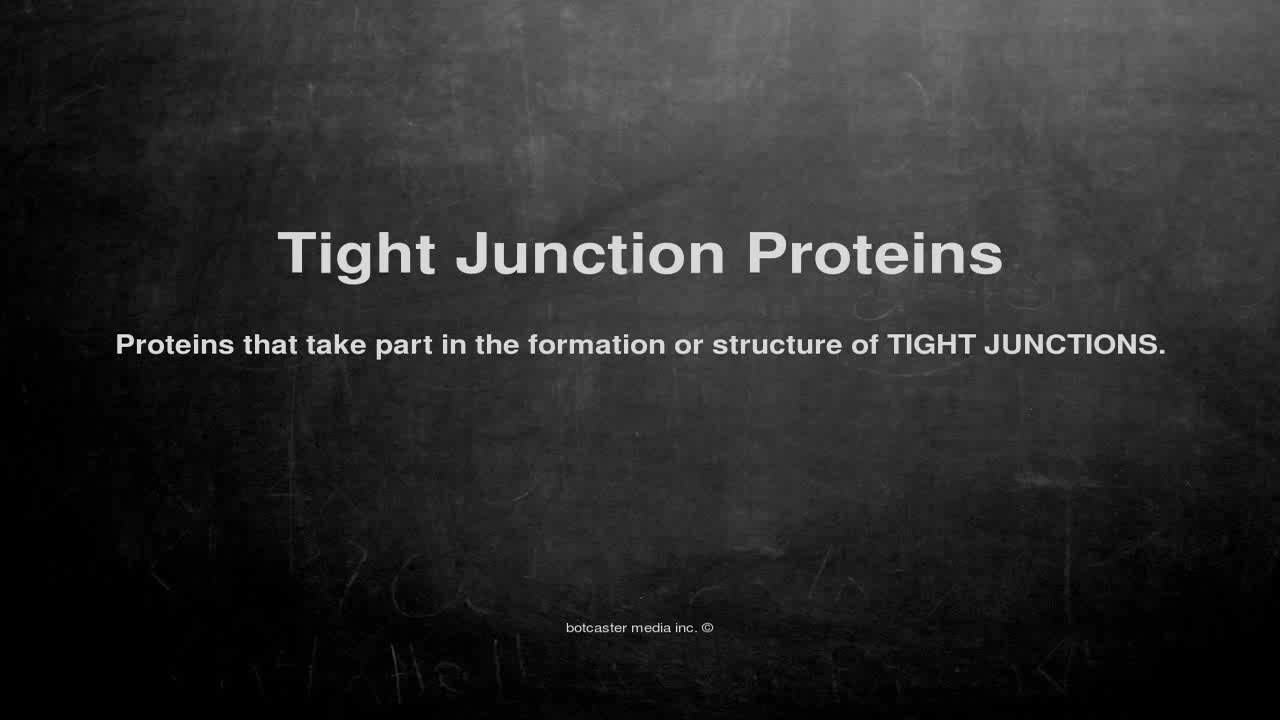 Tight Junction Proteins
Proteins that take part in the formation or structure of TIGHT JUNCTIONS.
botcaster media inc. ©